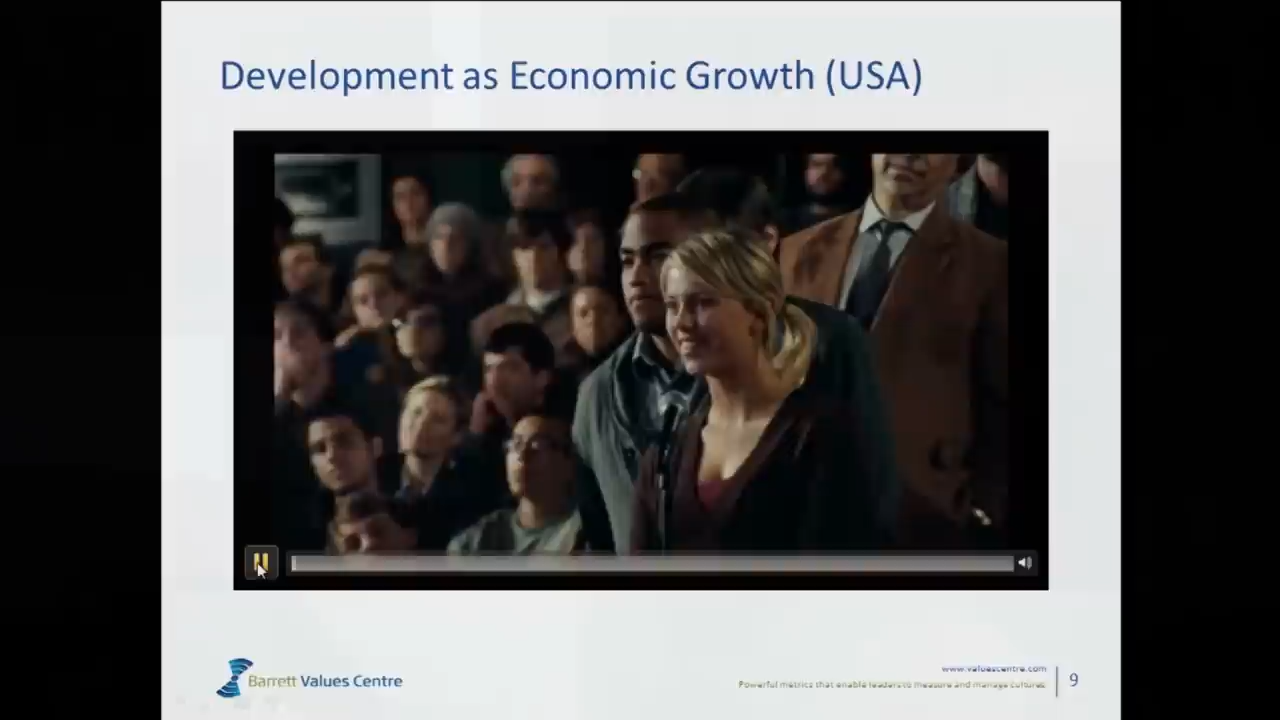 Development as Economic Growth (USA)
Barrett Values Centre
www.valuescentre.com
Powerful metrics that enable leaders to measure and manage cultures.
9